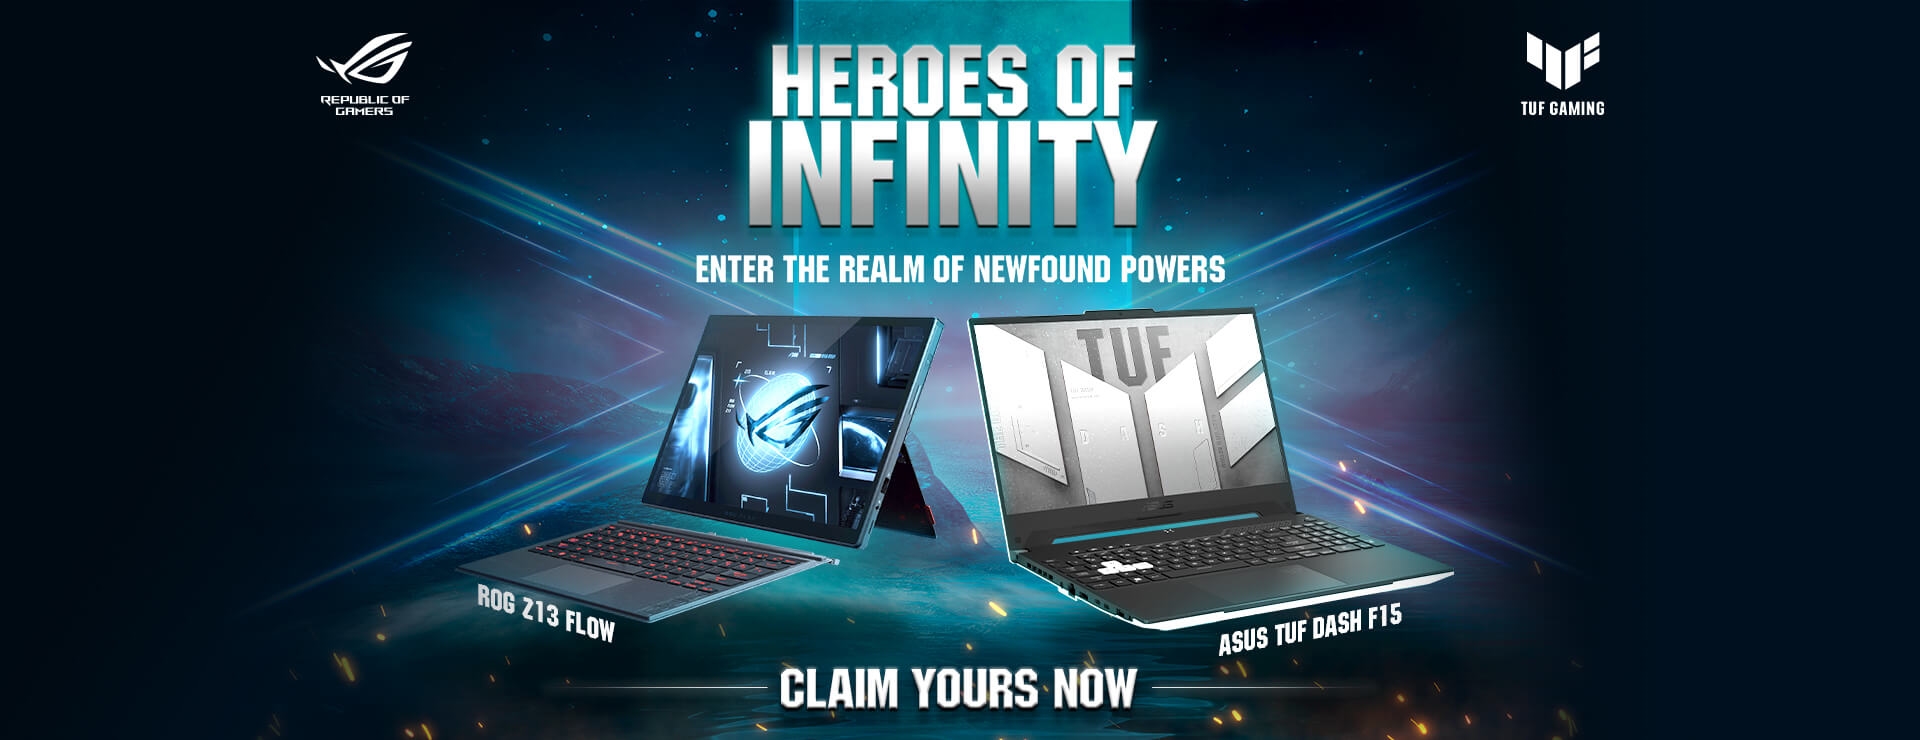 REPUBLIC OF
GAMERS
TUF GAMING
HEROES OF
INFINITY
ENTER THE REALM OF NEWFOUND POWERS
TUF
DASH
ROG Z13 FLOW
ASUS TUF DASH F15
CLAIM YOURS NOW